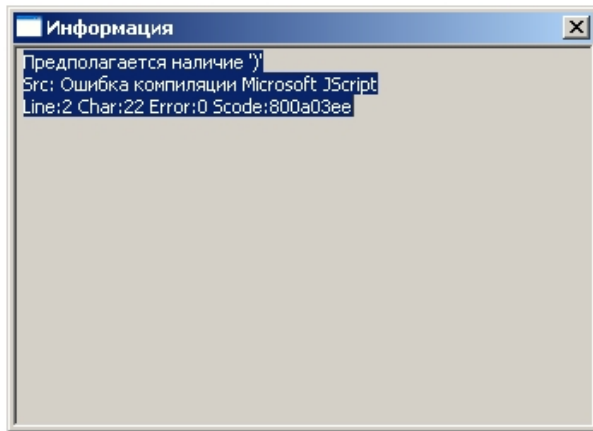 Информация
Предполагается наличие ')'
Src: Ошибка компиляции Microsoft JScript
Line:2 Char:22 Error:0 Scode:800a03ee